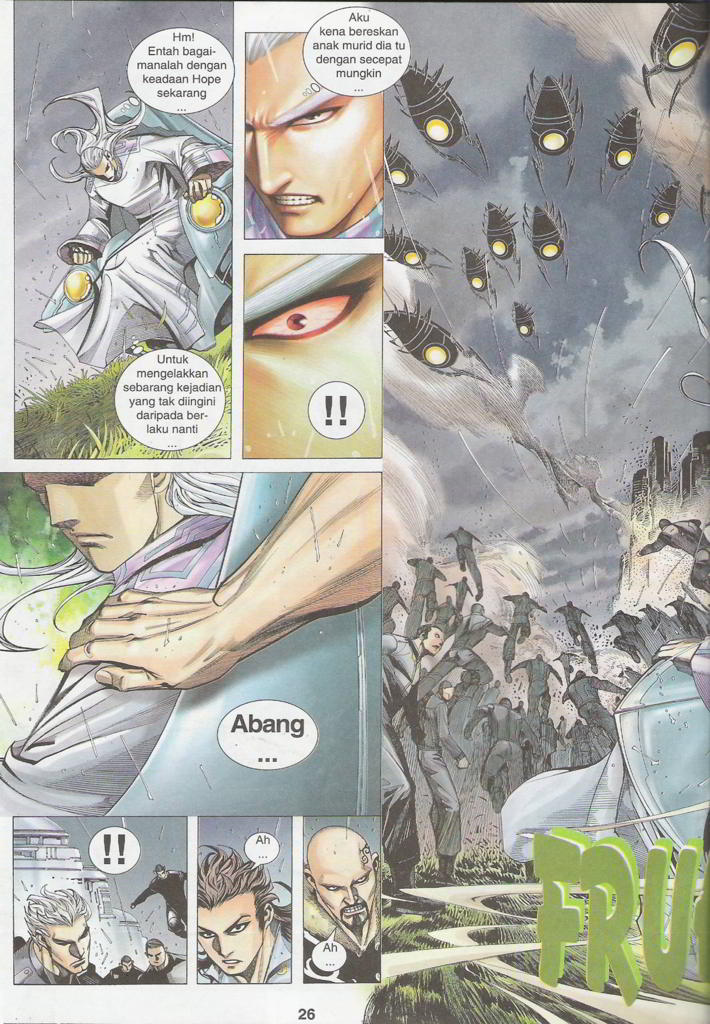 Hm!
Entah bagai-
manalah dengan
keadaan Hope
sekarang
...
Aku
kena bereskan
anak murid dia tu
dengan secepat
mungkin
...
Untuk
mengelakkan
sebarang kejadian
yang tak diingini
daripada ber-
laku nanti
...
!!
Abang
...
!!
Ah
...
Ah
...
FRU
26